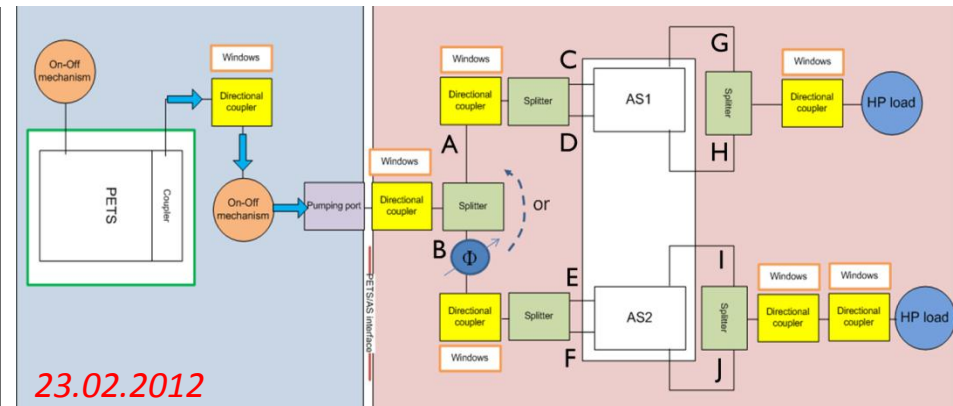 On-Off
mechanism
Windows
Directional
coupler
PETS
Coupler
On-Off
mechanism
Pumping port
PETS/AS interface
23.02.2012
Windows
Directional
coupler
Splitter
Windows
Directional
coupler
Splitter
A
B
Φ
or
Directional
coupler
Windows
Splitter
C
D
AS1
G
H
Splitter
Windows
Directional
coupler
HP load
E
F
AS2
I
J
Splitter
Windows
Directional
coupler
Windows
Directional
coupler
HP load